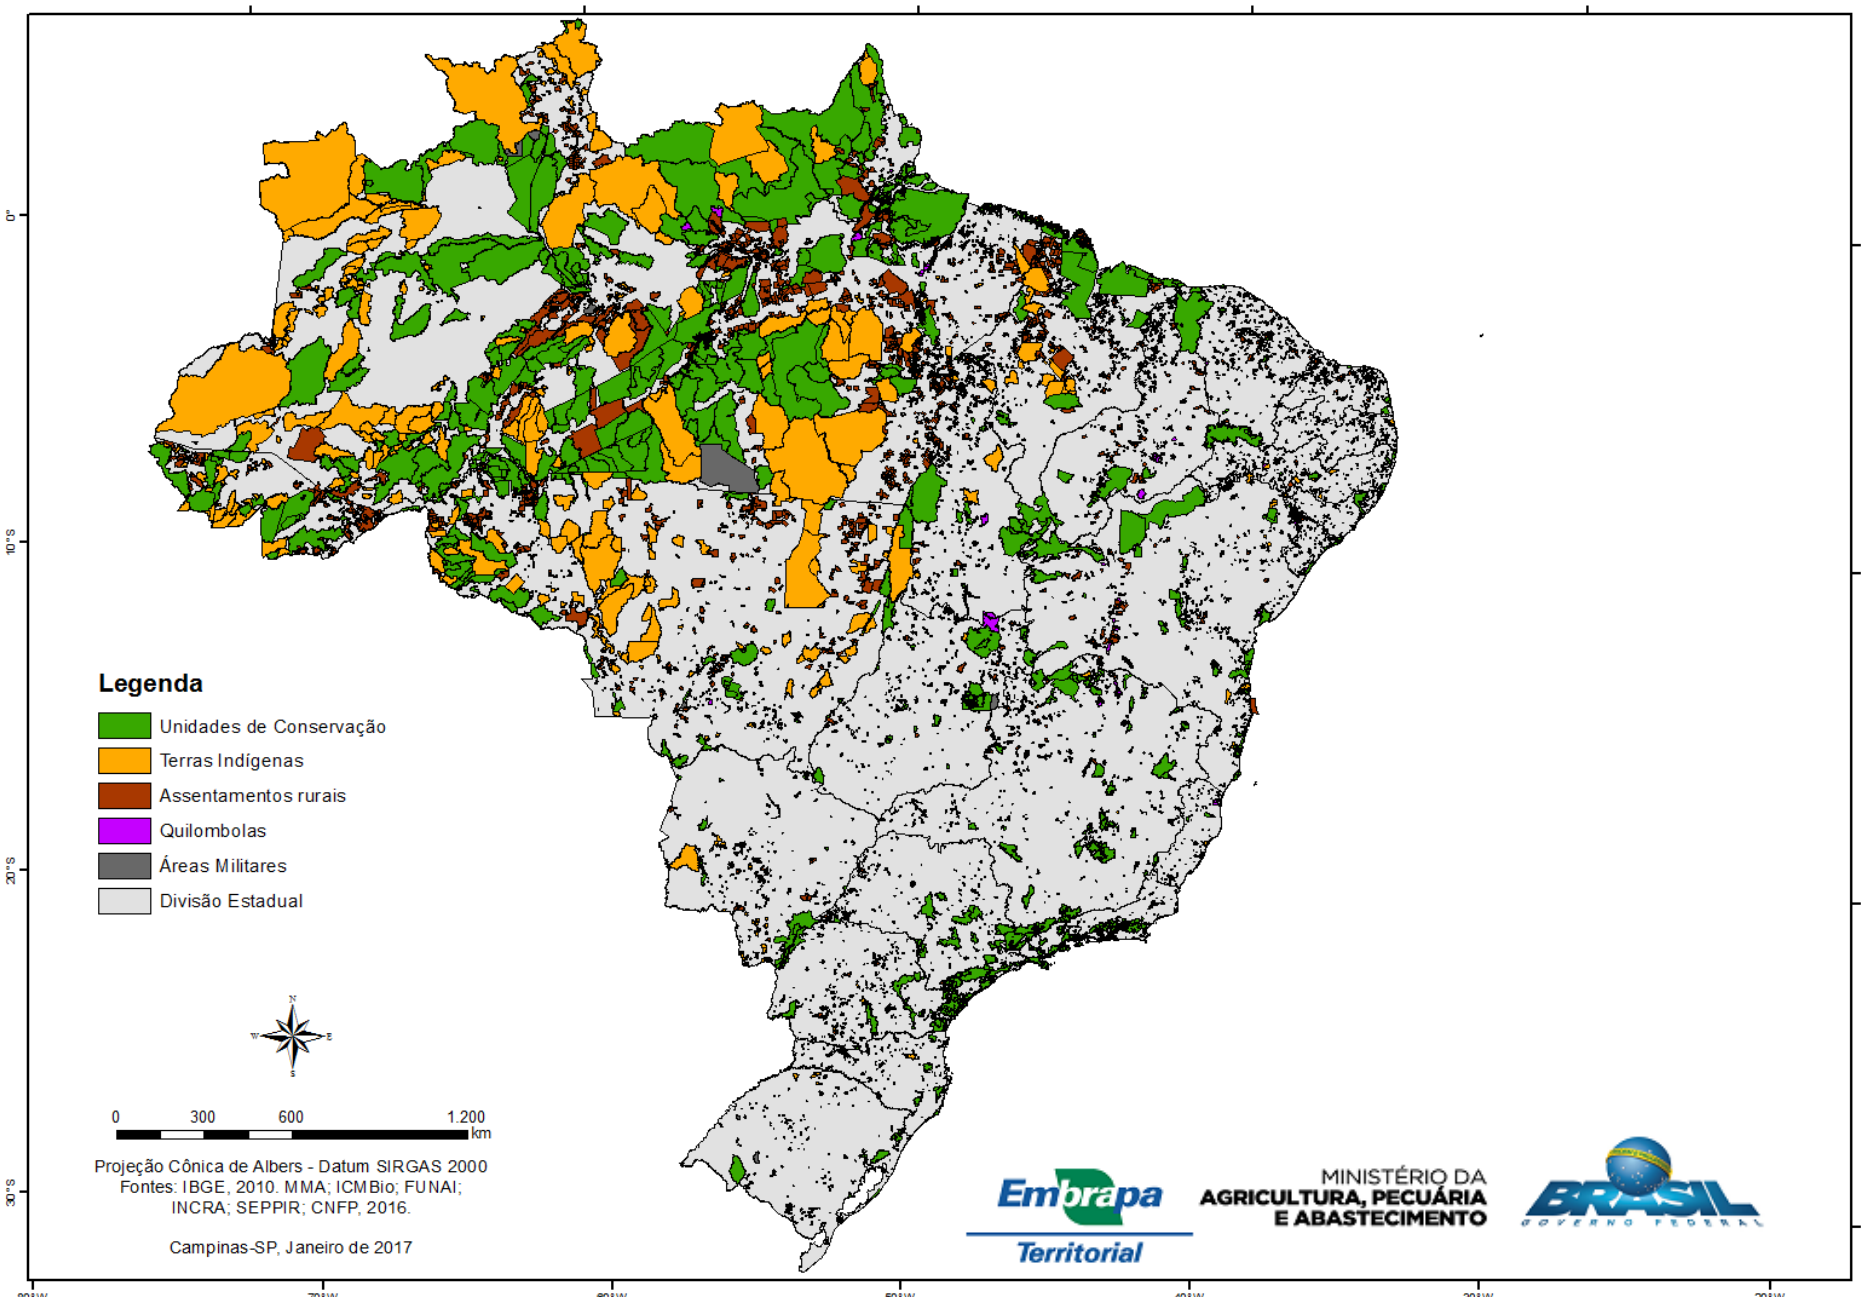 0°
10°S
20°S
30°S
Legenda
Unidades de Conservação
Terras Indígenas
Assentamentos rurais
Quilombolas
Áreas Militares
Divisão Estadual
N
W E
S
0 300 600 1.200
km
Projeção Cônica de Albers - Datum SIRGAS 2000
Fontes: IBGE, 2010. MMA; ICMBio; FUNAI;
INCRA; SEPPIR; CNFP, 2016.
Campinas-SP, Janeiro de 2017
Embrapa
Territorial
MINISTÉRIO DA
AGRICULTURA, PECUÁRIA
E ABASTECIMENTO
BRASIL
GOVERNO FEDERAL